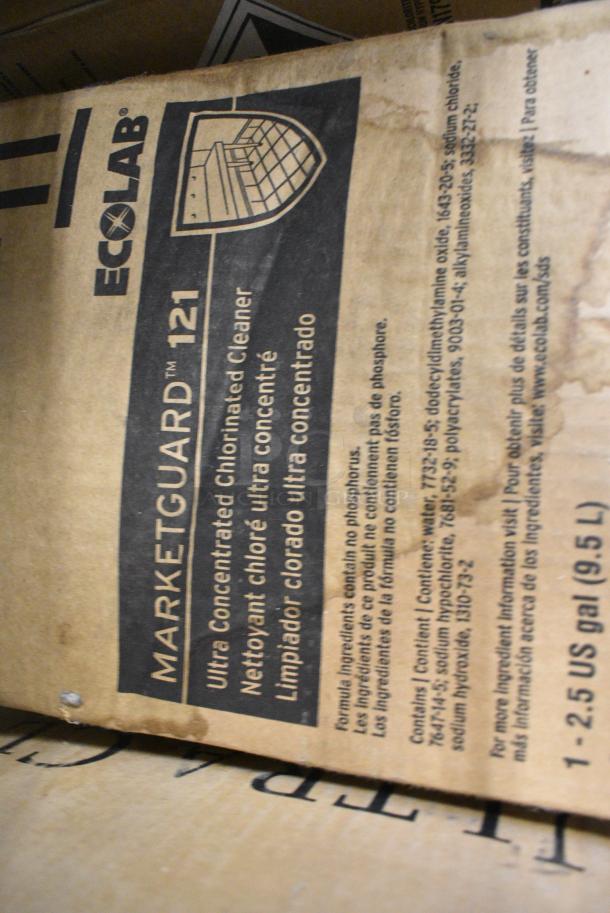 ECOLAB®
MARKETGUARD™ 121
Ultra Concentrated Chlorinated Cleaner
Nettoyant chloré ultra concentré
Limpiador clorado ultra concentrado
Formula ingredients contain no phosphorus.
Les ingrédients de ce produit ne contiennent pas de phosphore.
Los ingredientes de la fórmula no contienen fósforo.
Contains | Contient | Contiene: water, 7732-18-5; dodecyldimethylamine oxide, 1643-20-5; sodium chloride,
7647-14-5; sodium hypochlorite, 7681-52-9; polyacrylates, 9003-01-4; alkylamineoxides, 3332-27-2;
sodium hydroxide, 1310-73-2
For more ingredient information visit | Pour obtenir plus de détails sur les constituants, visitez | Para obtener
más información acerca de los ingredientes, visite: www.ecolab.com/sds
1 - 2.5 US gal (9.5 L)